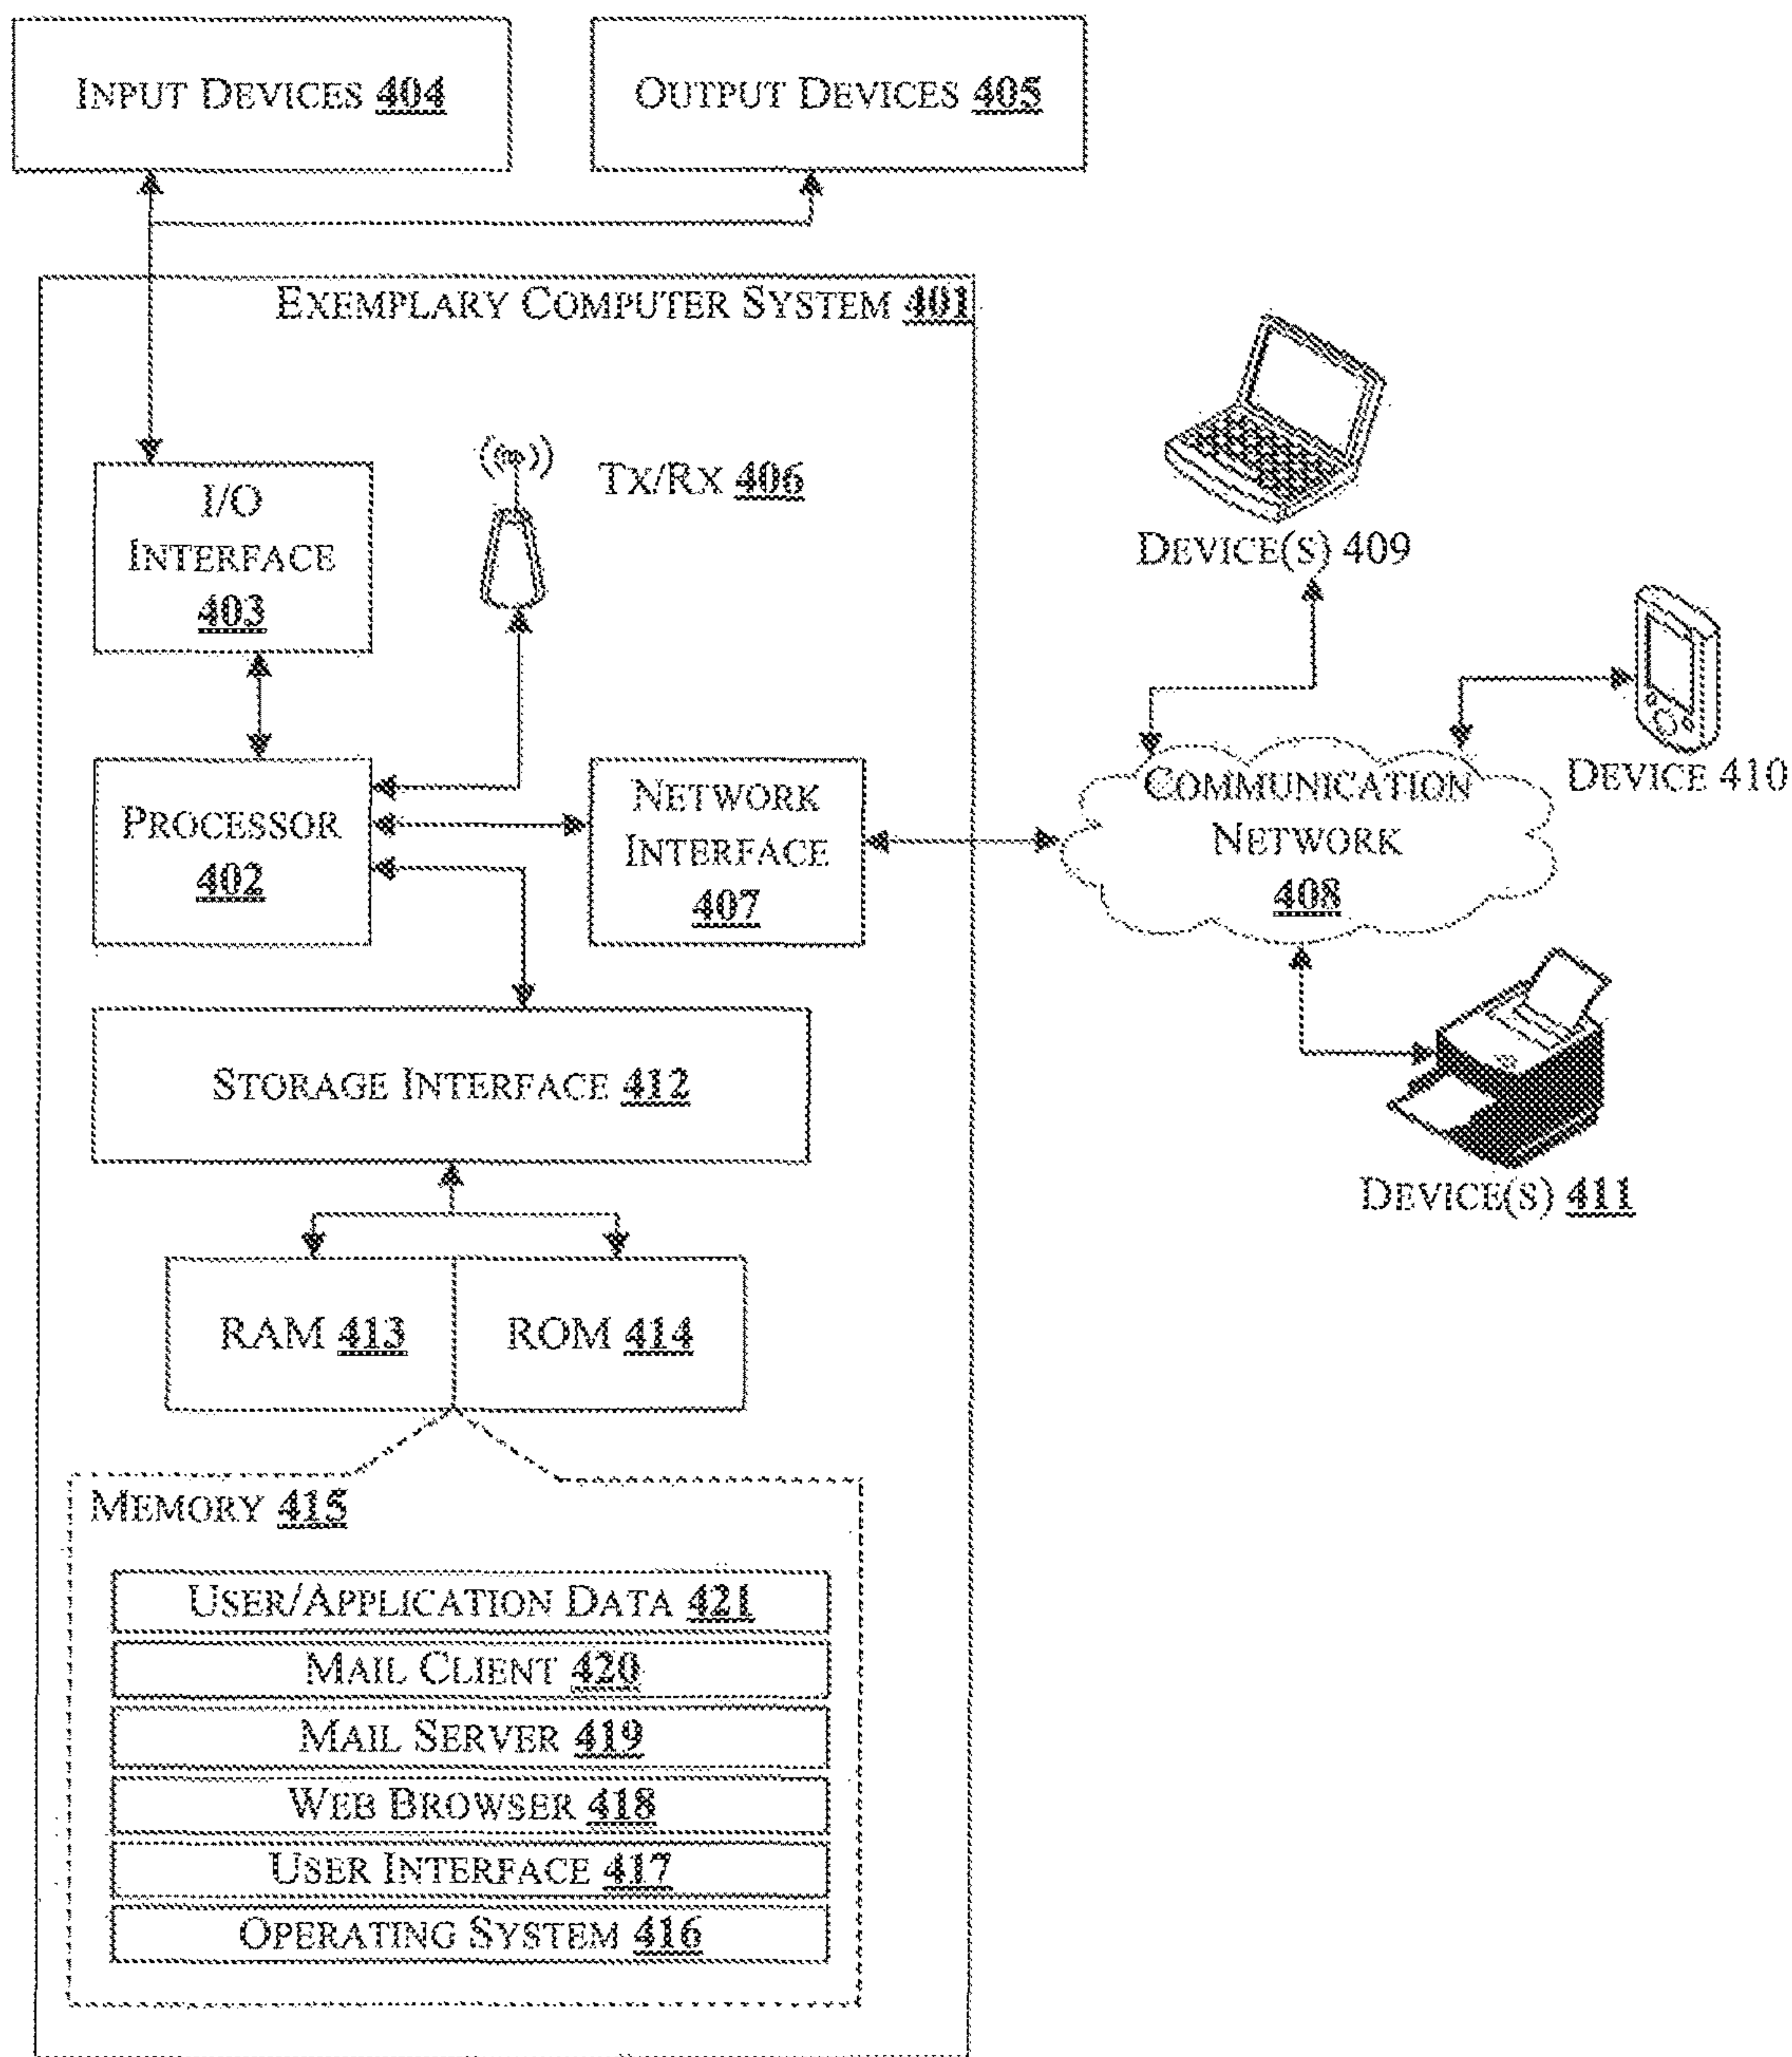 INPUT DEVICES 404
OUTPUT DEVICES 405
EXEMPLARY COMPUTER SYSTEM 401
I/O
INTERFACE
403
TX/RX 406
DEVICE(S) 409
PROCESSOR
402
NETWORK
INTERFACE
407
COMMUNICATION
NETWORK
408
DEVICE 410
STORAGE INTERFACE 412
DEVICE(S) 411
RAM 413
ROM 414
MEMORY 415
USER/APPLICATION DATA 421
MAIL CLIENT 420
MAIL SERVER 419
WEB BROWSER 418
USER INTERFACE 417
OPERATING SYSTEM 416